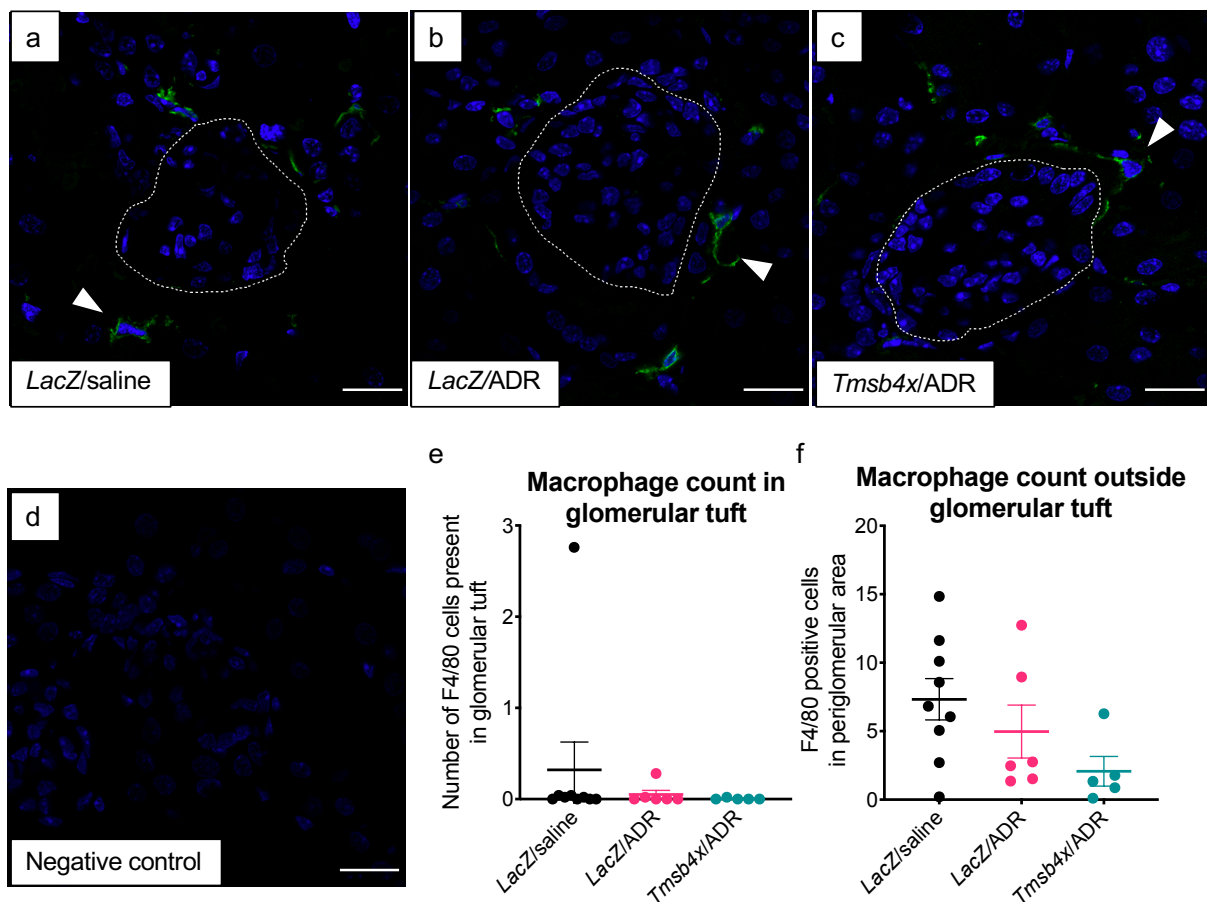 a
LacZ/saline
b
LacZ/ADR
c
Tmsb4x/ADR
d
Negative control
e
Macrophage count in
glomerular tuft
Number of F4/80 cells present
in glomerular tuft
3
2
1
0
LacZ/saline
LacZ/ADR
Tmsb4x/ADR
f
Macrophage count outside
glomerular tuft
F4/80 positive cells
in periglomerular area
20
15
10
5
0
LacZ/saline
LacZ/ADR
Tmsb4x/ADR